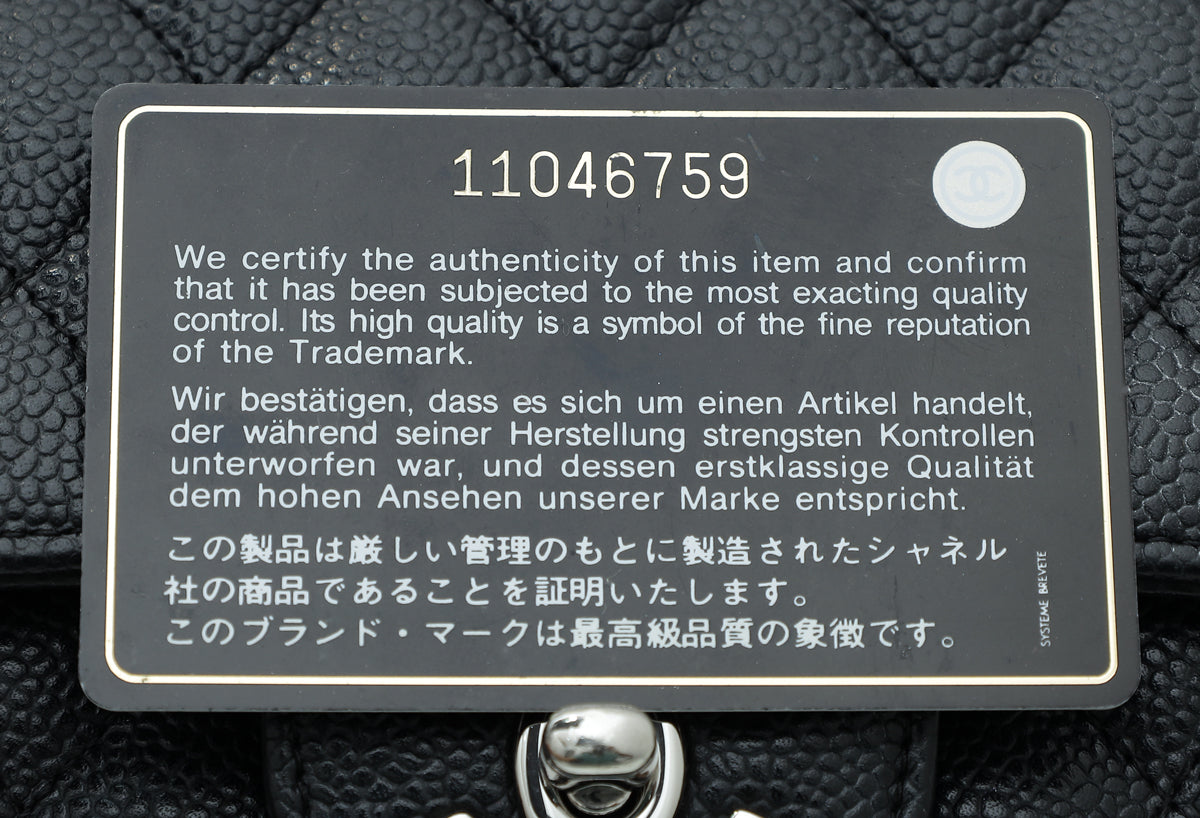 11046759
We certify the authenticity of this item and confirm
that it has been subjected to the most exacting quality
control. Its high quality is a symbol of the fine reputation
of the Trademark.
Wir bestätigen, dass es sich um einen Artikel handelt,
der während seiner Herstellung strengsten Kontrollen
unterworfen war, und dessen erstklassige Qualität
dem hohen Ansehen unserer Marke entspricht.
この製品は厳しい管理のもとに製造されたシャネル
社の商品であることを証明いたします。
このブランド・マークは最高級品質の象徴です。
SYSTEME BREVETE